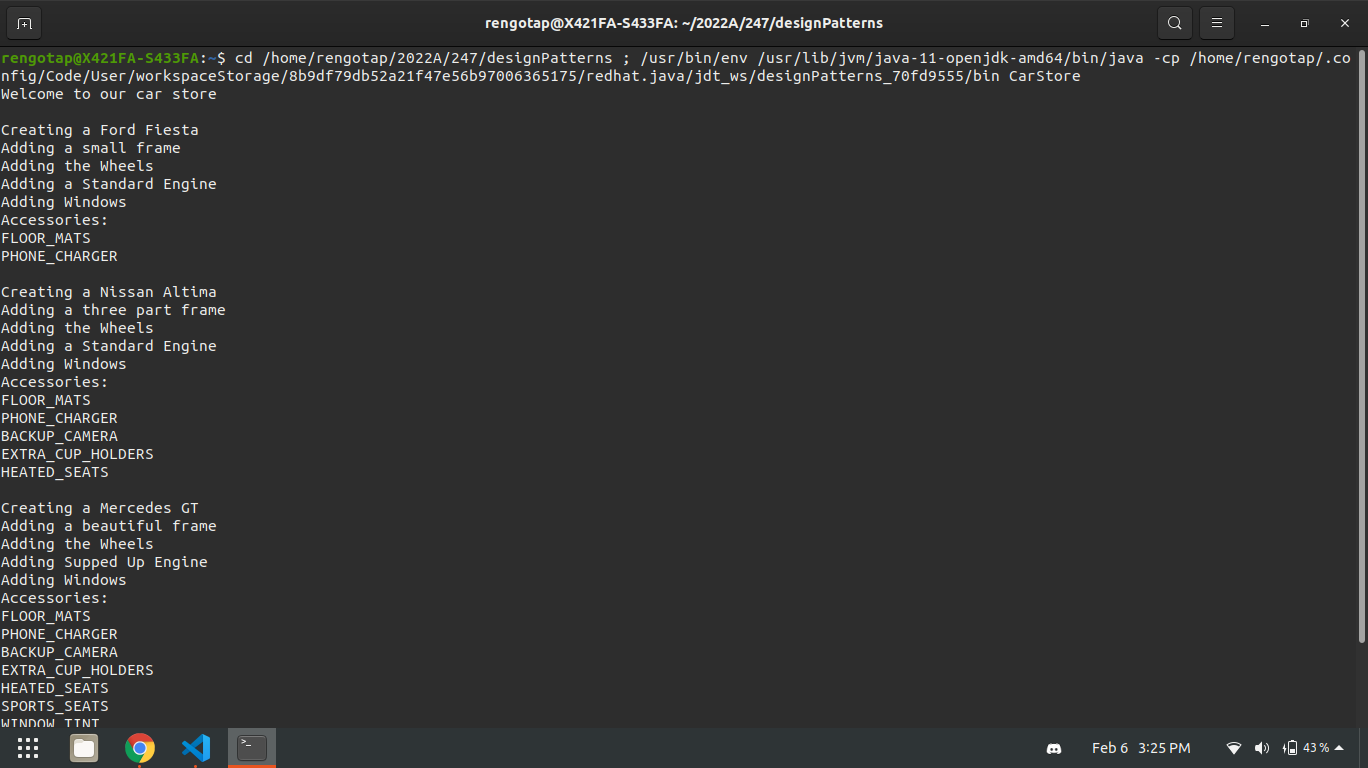 rengotap@X421FA-S433FA: ~/2022A/247/designPatterns
rengotap@X421FA-S433FA:~$ cd /home/rengotap/2022A/247/designPatterns ; /usr/bin/env /usr/lib/jvm/java-11-openjdk-amd64/bin/java -cp /home/rengotap/.co
nfig/Code/User/workspaceStorage/8b9df79db52a21f47e56b97006365175/redhat.java/jdt_ws/designPatterns_70fd9555/bin CarStore
Welcome to our car store
Creating a Ford Fiesta
Adding a small frame
Adding the Wheels
Adding a Standard Engine
Adding Windows
Accessories:
FLOOR_MATS
PHONE_CHARGER
Creating a Nissan Altima
Adding a three part frame
Adding the Wheels
Adding a Standard Engine
Adding Windows
Accessories:
FLOOR_MATS
PHONE_CHARGER
BACKUP_CAMERA
EXTRA_CUP_HOLDERS
HEATED_SEATS
Creating a Mercedes GT
Adding a beautiful frame
Adding the Wheels
Adding Supped Up Engine
Adding Windows
Accessories:
FLOOR_MATS
PHONE_CHARGER
BACKUP_CAMERA
EXTRA_CUP_HOLDERS
HEATED_SEATS
SPORTS_SEATS
WINDOW_TINT
Feb 6 3:25 PM
43 %